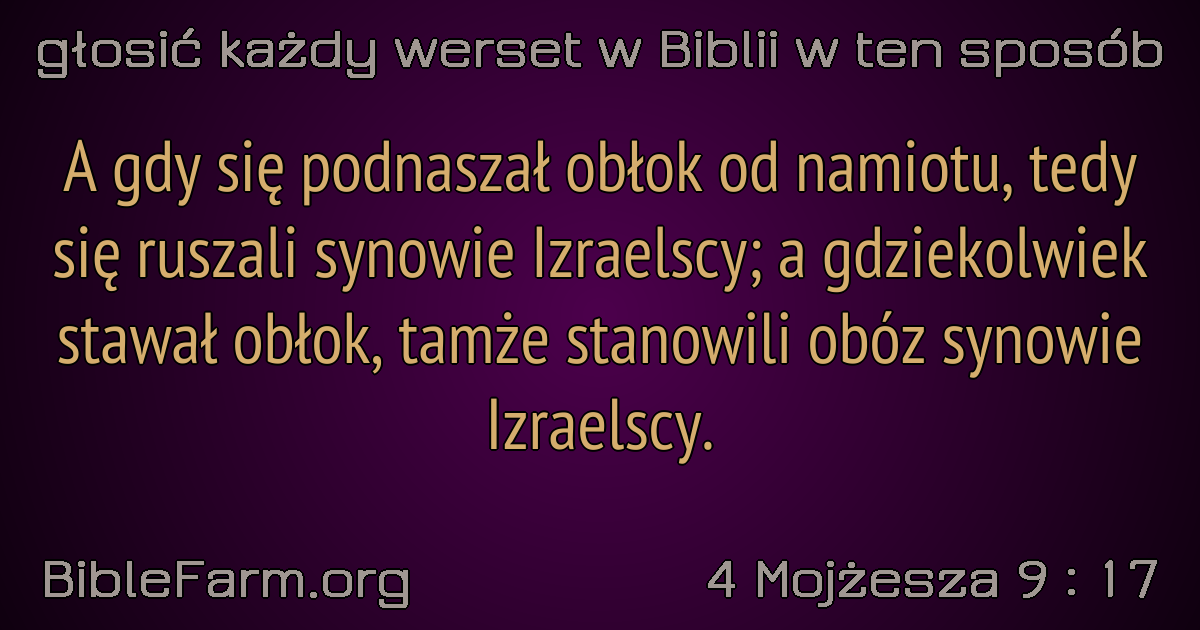 głosić każdy werset w Biblii w ten sposób
A gdy się podnaszał obłok od namiotu, tedy
się ruszali synowie Izraelscy; a gdziekolwiek
stawał obłok, tamże stanowili obóz synowie
Izraelscy.
BibleFarm.org
4 Mojżesza 9 : 17